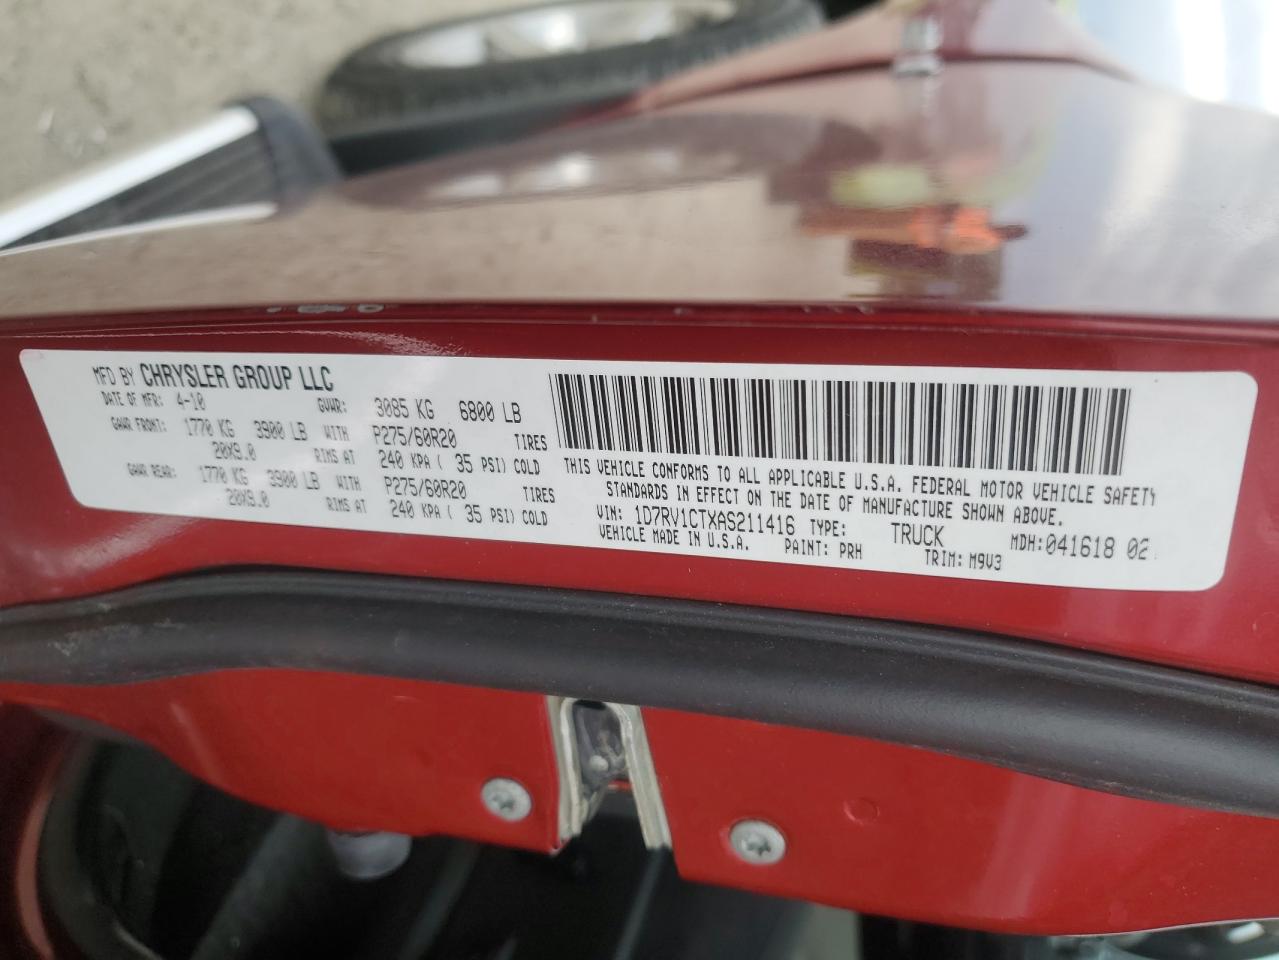 MFD BY CHRYSLER GROUP LLC
DATE OF MFR: 4-10 GVWR: 3085 KG 6800 LB
GAWR FRONT: 1770 KG 3900 LB WITH P275/60R20 TIRES
20X9.0 RIMS AT 240 KPA ( 35 PSI) COLD
GAWR REAR: 1770 KG 3900 LB WITH P275/60R20 TIRES
20X9.0 RIMS AT 240 KPA ( 35 PSI) COLD
THIS VEHICLE CONFORMS TO ALL APPLICABLE U.S.A. FEDERAL MOTOR VEHICLE SAFETY
STANDARDS IN EFFECT ON THE DATE OF MANUFACTURE SHOWN ABOVE.
VIN: 1D7RV1CTXAS211416 TYPE: TRUCK MDH:041618 02
VEHICLE MADE IN U.S.A. PAINT: PRH TRIM: M9V3